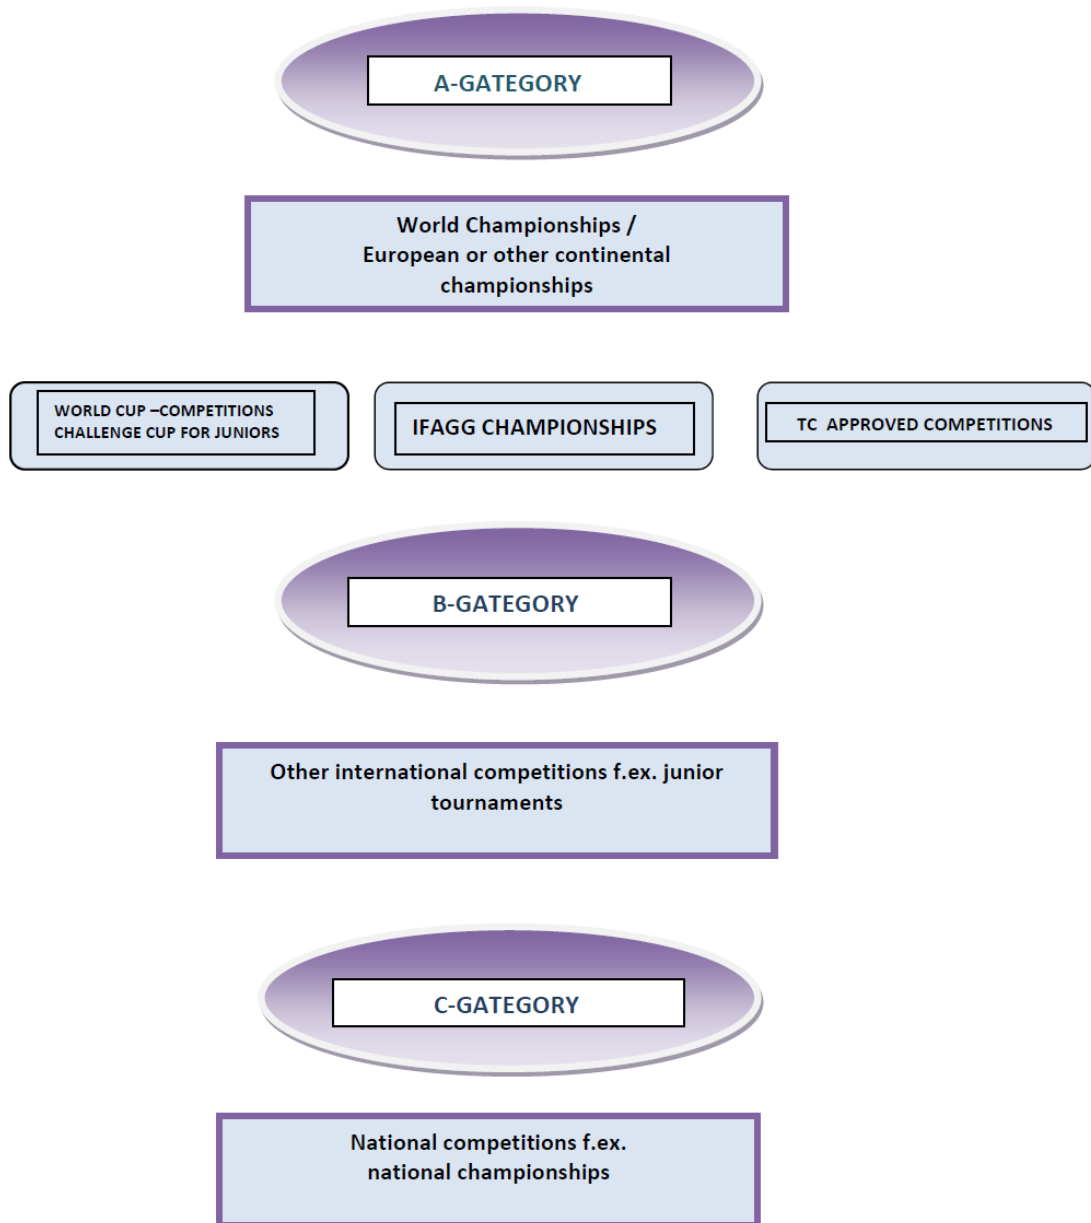 A-GATEGORY
World Championships /
European or other continental
championships
WORLD CUP –COMPETITIONS
CHALLENGE CUP FOR JUNIORS
IFAGG CHAMPIONSHIPS
TC APPROVED COMPETITIONS
B-GATEGORY
Other international competitions f.ex. junior
tournaments
C-GATEGORY
National competitions f.ex.
national championships